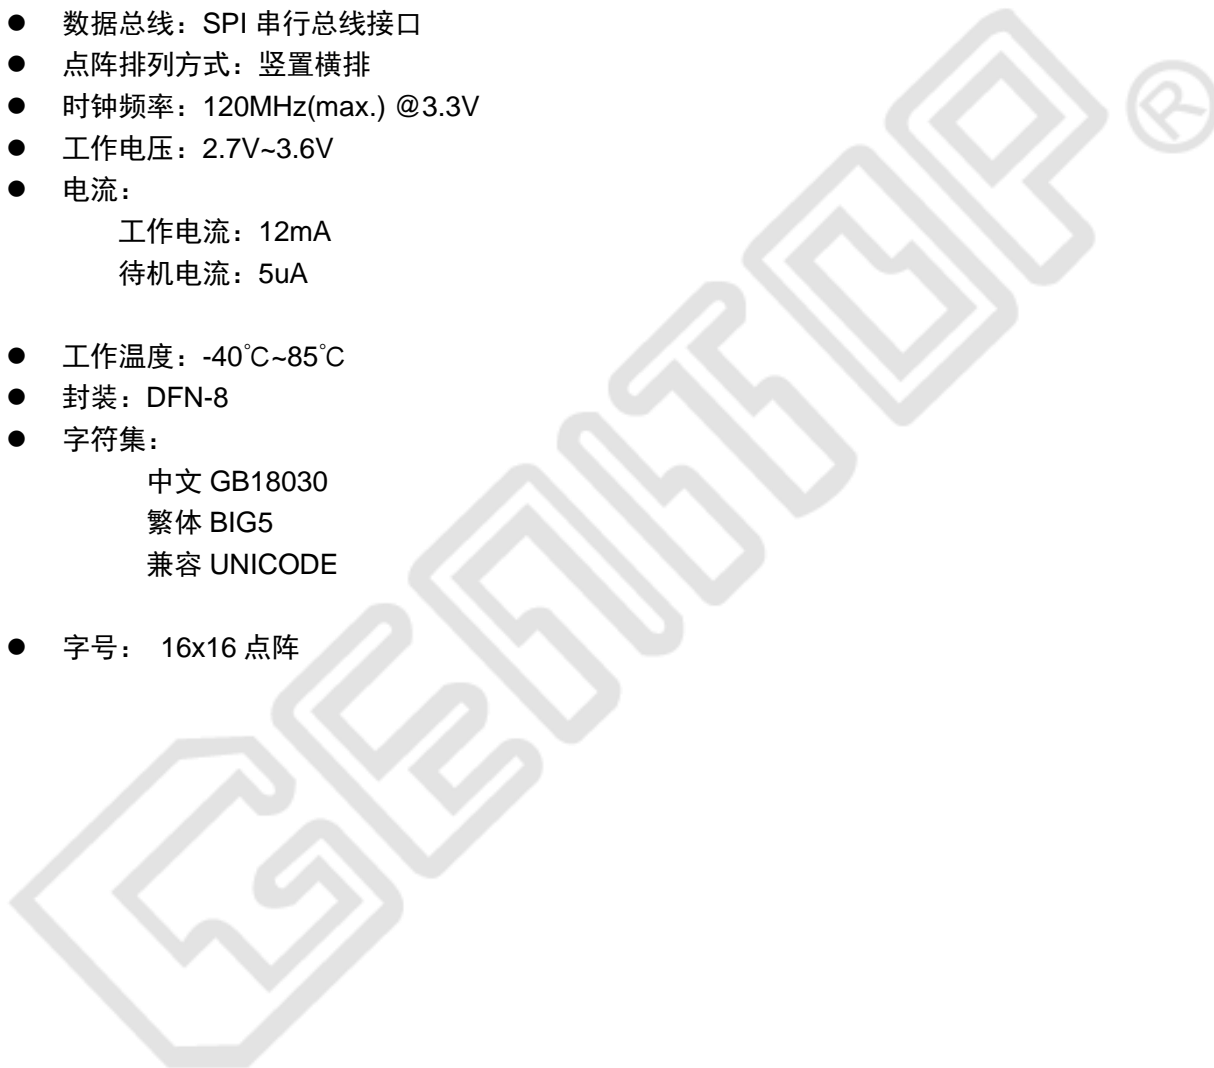 ● 数据总线：SPI 串行总线接口
● 点阵排列方式：竖置横排
● 时钟频率：120MHz(max.) @3.3V
● 工作电压：2.7V~3.6V
● 电流：
工作电流：12mA
待机电流：5uA
● 工作温度：-40℃~85℃
● 封装：DFN-8
● 字符集：
中文 GB18030
繁体 BIG5
兼容 UNICODE
● 字号： 16x16 点阵
GENITOP®